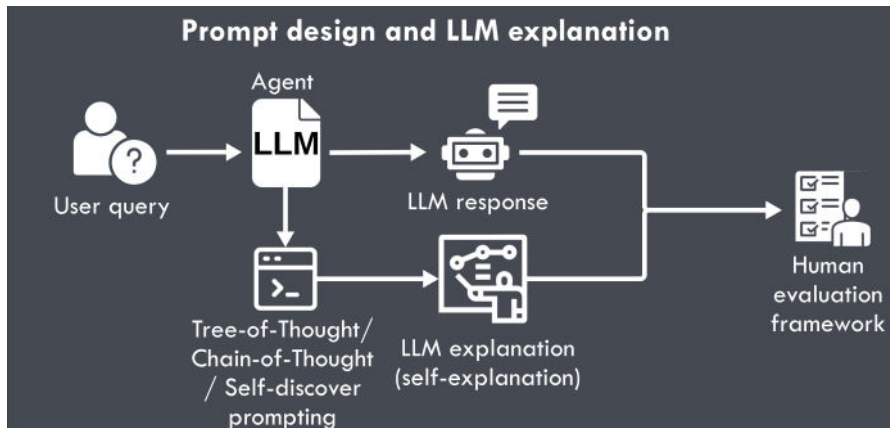 Prompt design and LLM explanation
Agent
LLM
?
User query
LLM response
>_
Tree-of-Thought/
Chain-of-Thought
/ Self-discover
prompting
LLM explanation
(self-explanation)
Human
evaluation
framework